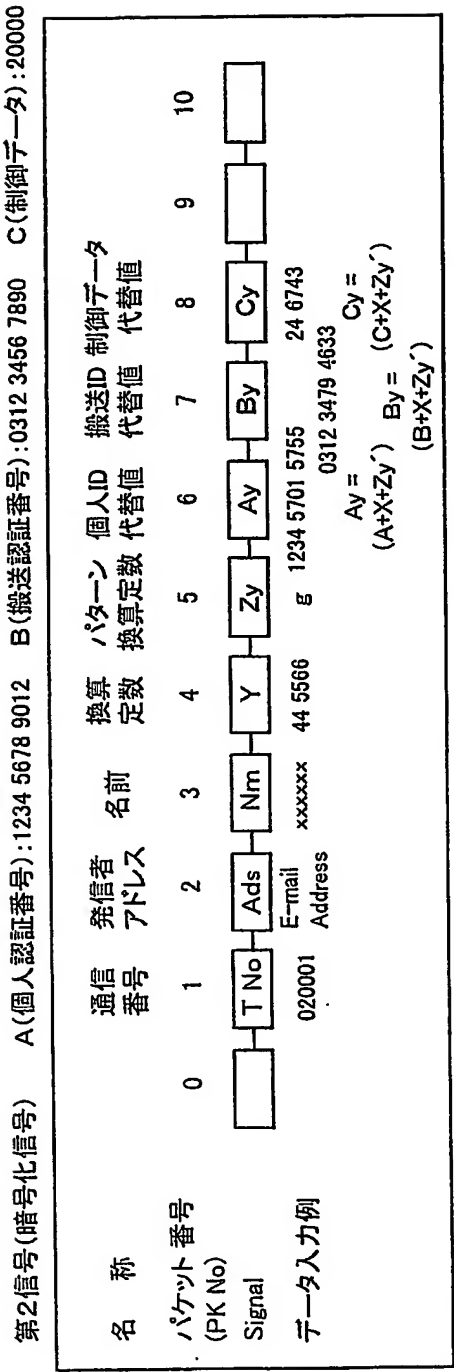 第2信号(暗号化信号) A(個人認証番号):1234 5678 9012 B(搬送認証番号):0312 3456 7890 C(制御データ):20000
名 称 通信番号 発信者アドレス 名前 換算定数 パターン換算定数 個人ID代替値 搬送ID代替値 制御データ代替値
パケット番号(PK No) 0 1 2 3 4 5 6 7 8 9 10
Signal T No Ads Nm Y Zy Ay By Cy
データ入力例 020001 E-mail Address xxxxxx 44 5566 g 1234 5701 5755 0312 3479 4633 24 6743
Ay = (A+X+Zy´) By = (B+X+Zy´) Cy = (C+X+Zy´)